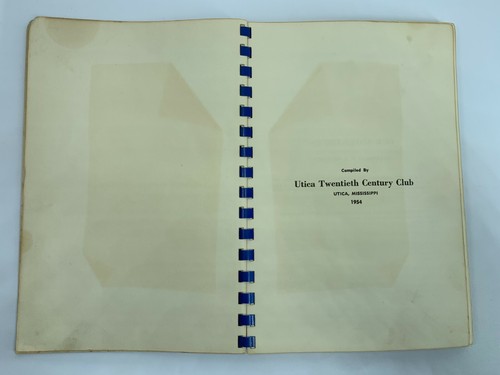 Compiled By
Utica Twentieth Century Club
UTICA, MISSISSIPPI
1954